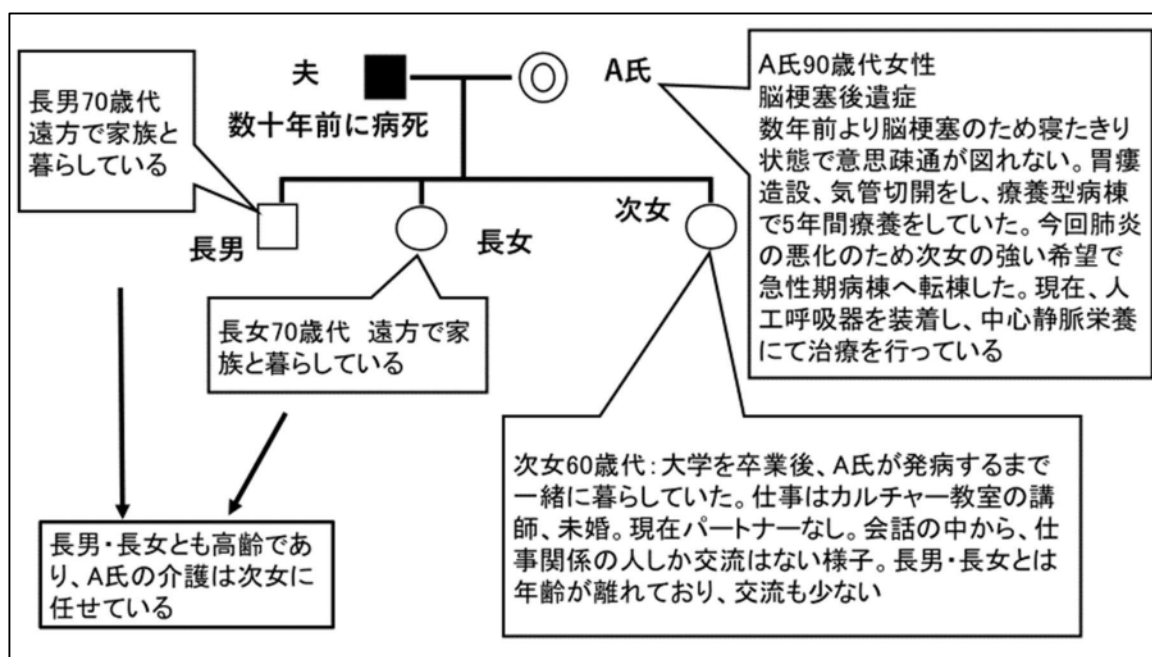 夫
A氏
数十年前に病死
長男70歳代
遠方で家族と
暮らしている
A氏90歳代女性
脳梗塞後遺症
数年前より脳梗塞のため寝たきり
状態で意思疎通が図れない。胃瘻
造設、気管切開をし、療養型病棟
で5年間療養をしていた。今回肺炎
の悪化のため次女の強い希望で
急性期病棟へ転棟した。現在、人
工呼吸器を装着し、中心静脈栄養
にて治療を行っている
長男
長女
次女
長女70歳代 遠方で家
族と暮らしている
次女60歳代：大学を卒業後、A氏が発病するまで
一緒に暮らしていた。仕事はカルチャー教室の講
師、未婚。現在パートナーなし。会話の中から、仕
事関係の人しか交流はない様子。長男・長女とは
年齢が離れており、交流も少ない
長男・長女とも高齢であ
り、A氏の介護は次女に
任せている